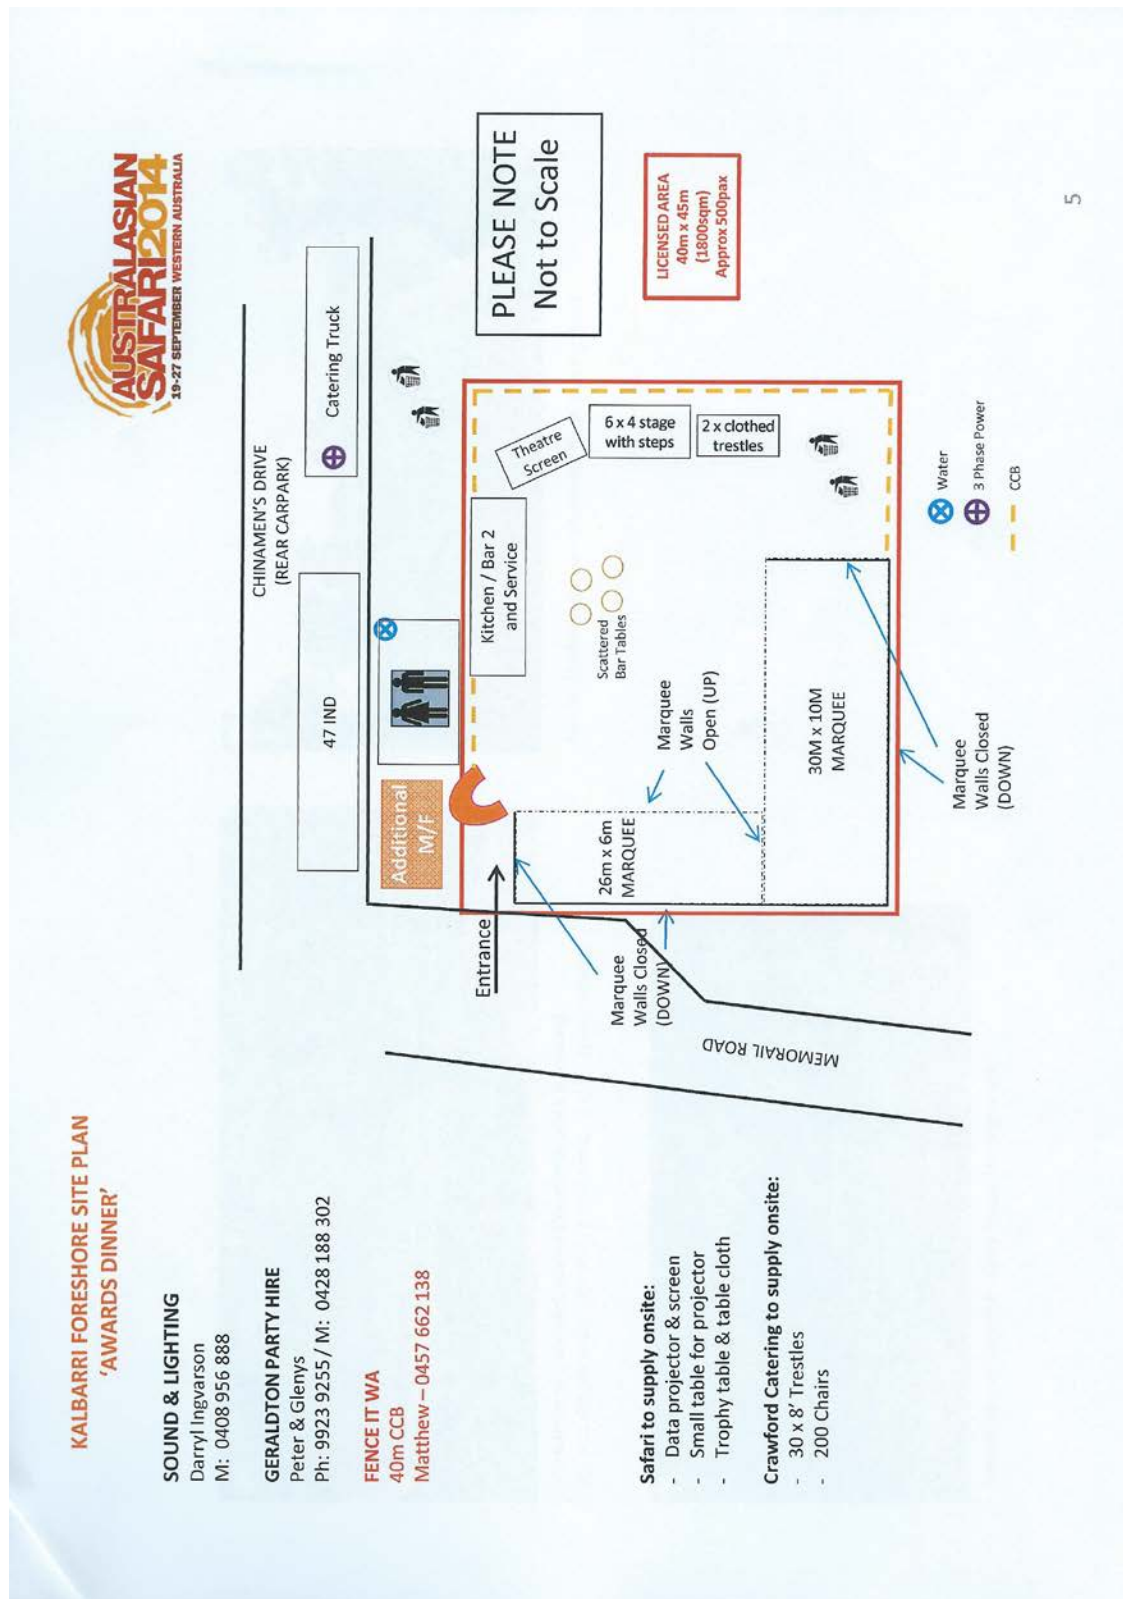 KALBARRI FORESHORE SITE PLAN
‘AWARDS DINNER’
AUSTRALASIAN
SAFARI2014
19-27 SEPTEMBER WESTERN AUSTRALIA
SOUND & LIGHTING
Darryl Ingvarson
M: 0408 956 888
GERALDTON PARTY HIRE
Peter & Glenys
Ph: 9923 9255 / M: 0428 188 302
FENCE IT WA
40m CCB
Matthew – 0457 662 138
Safari to supply onsite:
- Data projector & screen
- Small table for projector
- Trophy table & table cloth
Crawford Catering to supply onsite:
- 30 x 8’ Trestles
- 200 Chairs
CHINAMEN’S DRIVE
(REAR CARPARK)
47 IND
Catering Truck
Additional
M/F
Entrance
Kitchen / Bar 2
and Service
Theatre
Screen
6 x 4 stage
with steps
2 x clothed
trestles
Scattered
Bar Tables
Marquee
Walls
Open (UP)
26m x 6m
MARQUEE
30M x 10M
MARQUEE
Marquee
Walls Closed
(DOWN)
Marquee
Walls Closed
(DOWN)
MEMORAIL ROAD
PLEASE NOTE
Not to Scale
LICENSED AREA
40m x 45m
(1800sqm)
Approx 500pax
Water
3 Phase Power
CCB
5